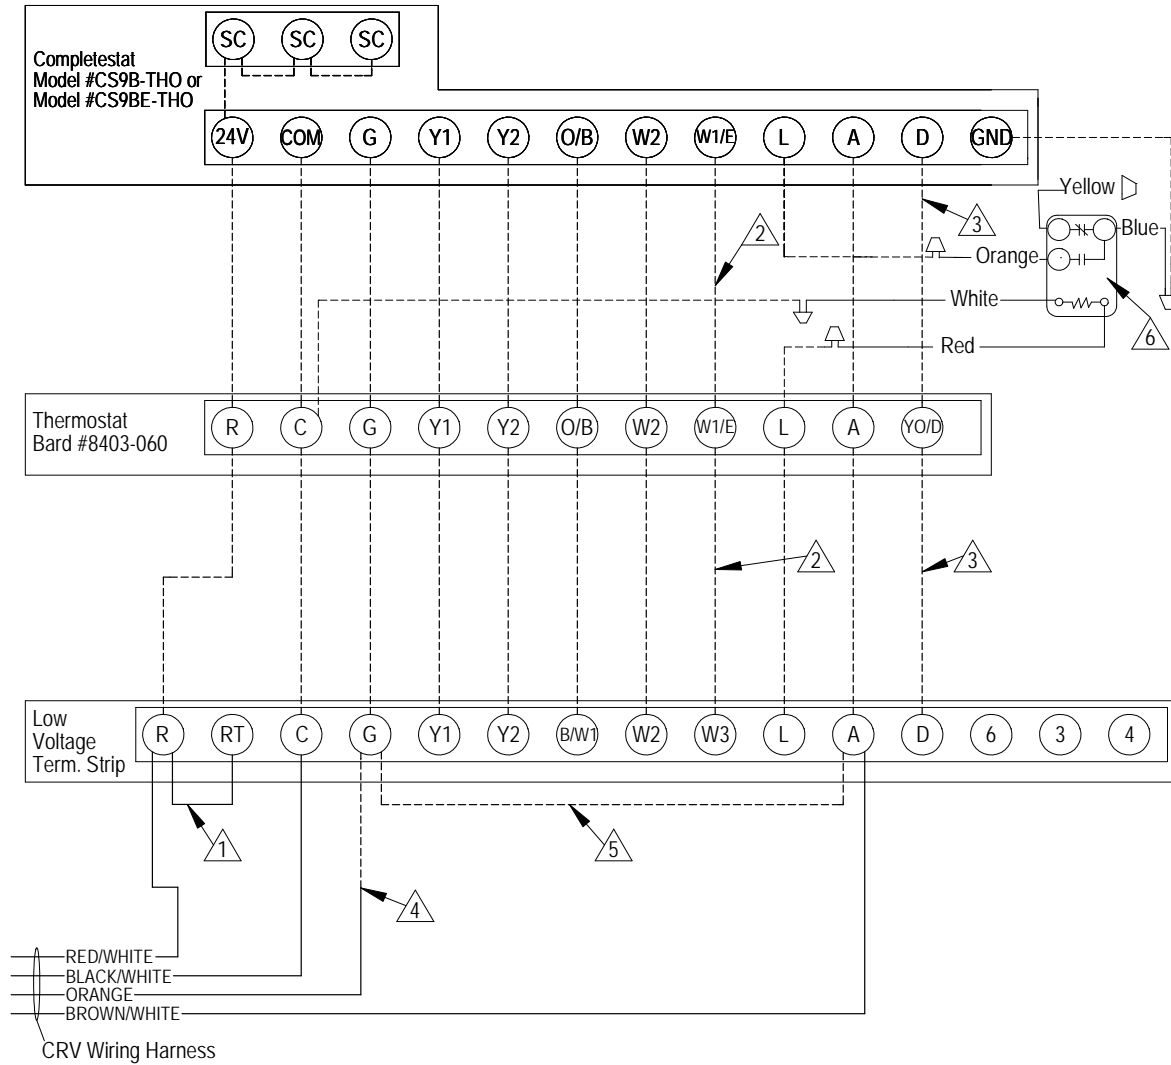 SC SC SC
Completestat
Model #CS9B-THO or
Model #CS9BE-THO
24V COM G Y1 Y2 O/B W2 W1/E L A D GND
Yellow
3
2
Blue
Orange
White
6
Red
Thermostat
Bard #8403-060
R C G Y1 Y2 O/B W2 W1/E L A YO/D
2
3
Low
Voltage
Term. Strip
R RT C G Y1 Y2 B/W1 W2 W3 L A D 6 3 4
1
5
4
RED/WHITE
BLACK/WHITE
ORANGE
BROWN/WHITE
CRV Wiring Harness